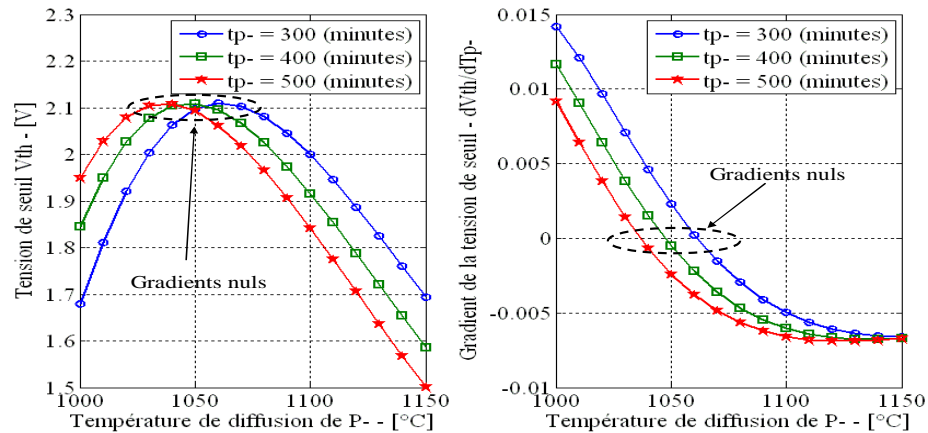 2.3
2.2
2.1
2
1.9
1.8
1.7
1.6
1.5
1000
1050
1100
1150
Tension de seuil Vth - [V]
Température de diffusion de P- - [°C]
tp- = 300 (minutes)
tp- = 400 (minutes)
tp- = 500 (minutes)
Gradients nuls
0.015
0.01
0.005
0
-0.005
-0.01
1000
1050
1100
1150
Gradient de la tension de seuil - dVth/dTp-
Température de diffusion de P- - [°C]
tp- = 300 (minutes)
tp- = 400 (minutes)
tp- = 500 (minutes)
Gradients nuls